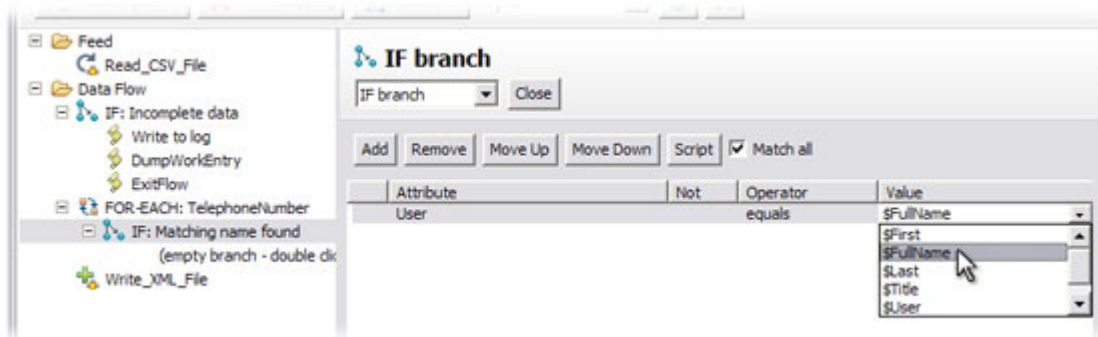 Feed
Read_CSV_File
Data Flow
IF: Incomplete data
Write to log
DumpWorkEntry
ExitFlow
FOR-EACH: TelephoneNumber
IF: Matching name found
(empty branch - double clic
Write_XML_File
IF branch
IF branch Close
Add Remove Move Up Move Down Script Match all
Attribute Not Operator Value
User equals $FullName
$First
$FullName
$Last
$Title
$User